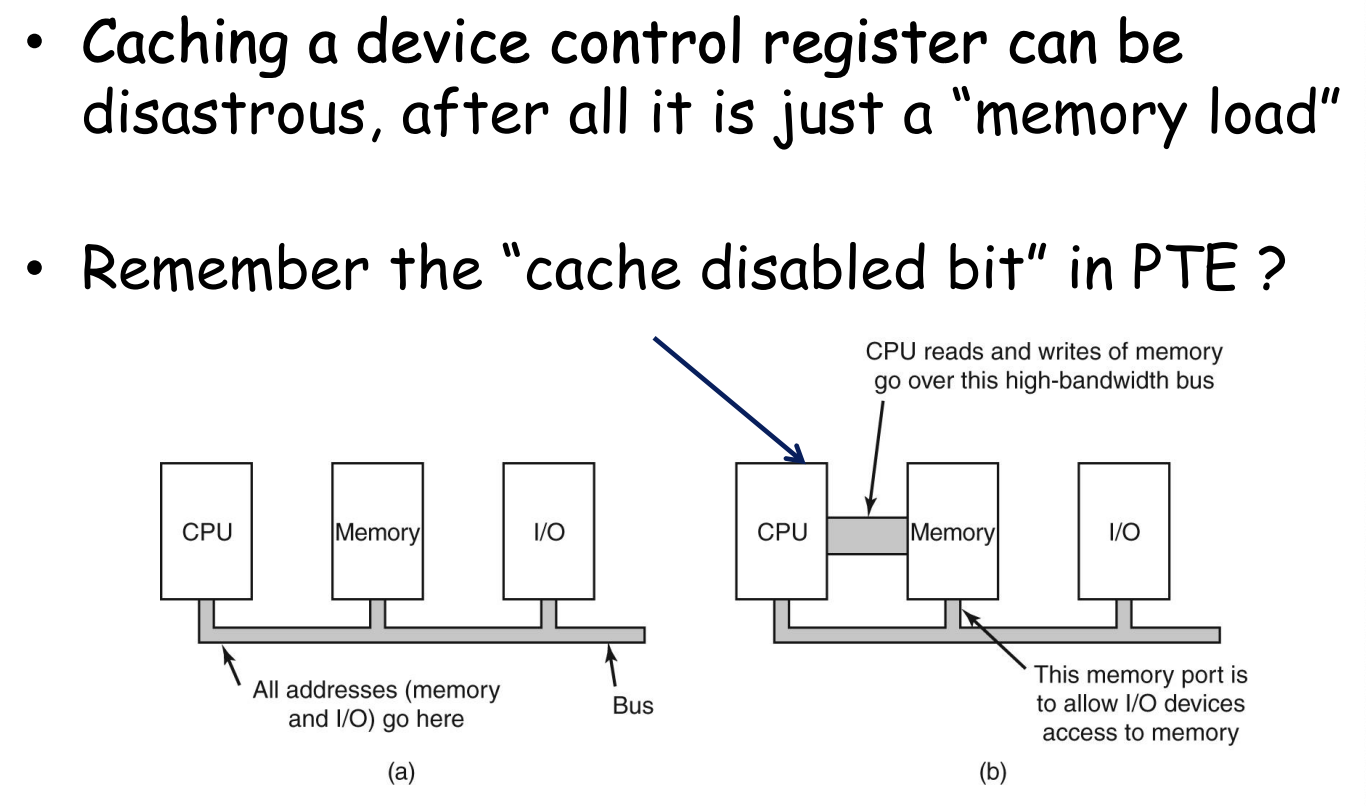 • Caching a device control register can be
disastrous, after all it is just a “memory load”
• Remember the “cache disabled bit” in PTE ?
CPU reads and writes of memory
go over this high-bandwidth bus
CPU
Memory
I/O
CPU
Memory
I/O
All addresses (memory
and I/O) go here
Bus
This memory port is
to allow I/O devices
access to memory
(a)
(b)